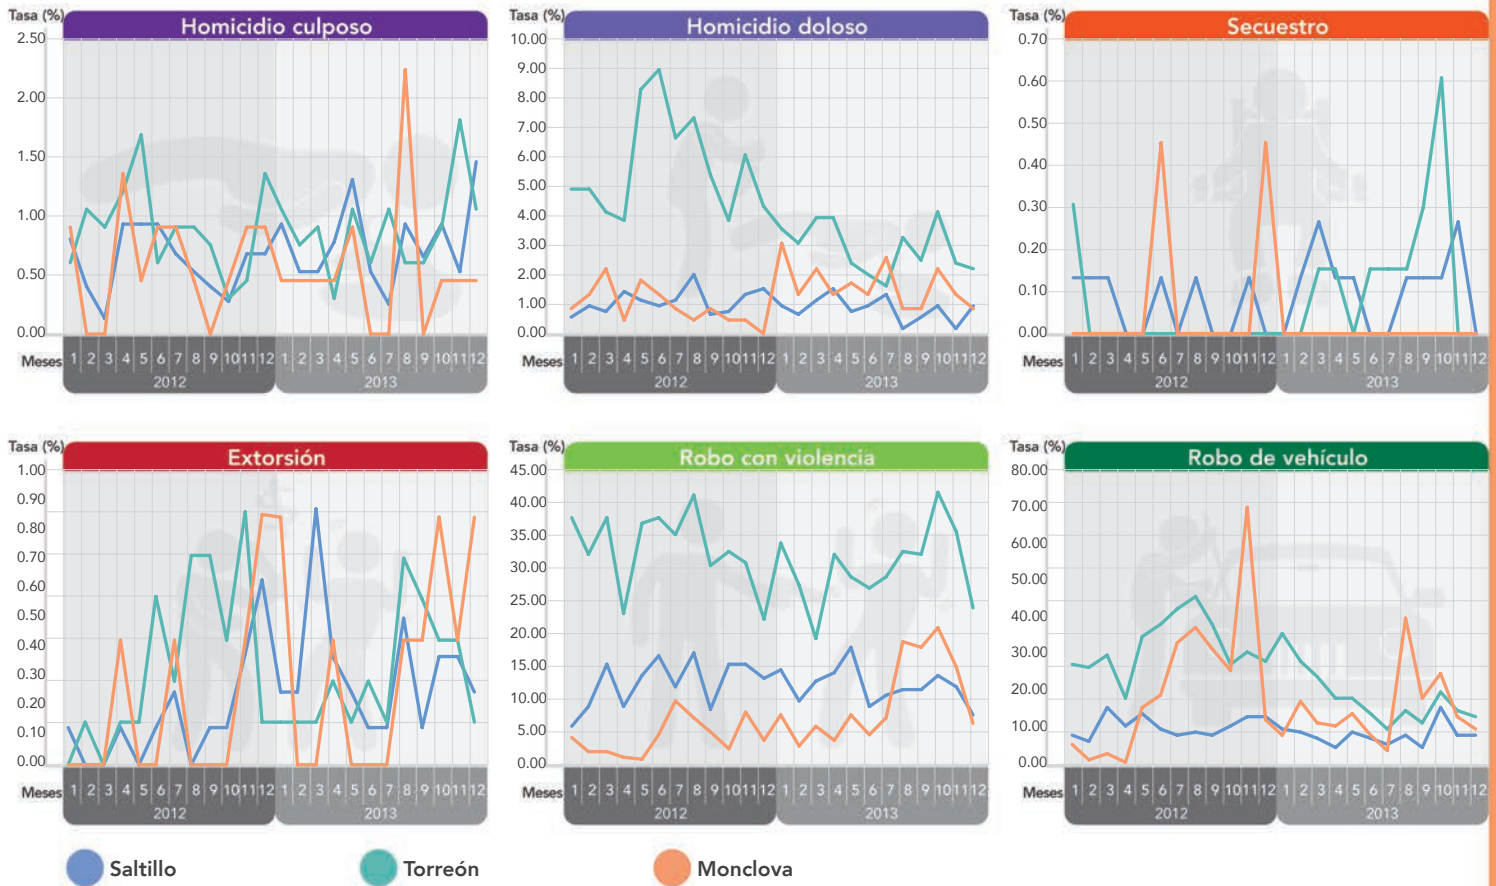 Tasa (%)
Homicidio culposo
2.50
2.00
1.50
1.00
0.50
0.00
Meses 1 2 3 4 5 6 7 8 9 10 11 12 1 2 3 4 5 6 7 8 9 10 11 12
2012 2013
Tasa (%)
Homicidio doloso
10.00
9.00
8.00
7.00
6.00
5.00
4.00
3.00
2.00
1.00
0.00
Meses 1 2 3 4 5 6 7 8 9 10 11 12 1 2 3 4 5 6 7 8 9 10 11 12
2012 2013
Tasa (%)
Secuestro
0.70
0.60
0.50
0.40
0.30
0.20
0.10
0.00
Meses 1 2 3 4 5 6 7 8 9 10 11 12 1 2 3 4 5 6 7 8 9 10 11 12
2012 2013
Tasa (%)
Extorsión
1.00
0.90
0.80
0.70
0.60
0.50
0.40
0.30
0.20
0.10
0.00
Meses 1 2 3 4 5 6 7 8 9 10 11 12 1 2 3 4 5 6 7 8 9 10 11 12
2012 2013
Tasa (%)
Robo con violencia
45.00
40.00
35.00
30.00
25.00
20.00
15.00
10.00
5.00
0.00
Meses 1 2 3 4 5 6 7 8 9 10 11 12 1 2 3 4 5 6 7 8 9 10 11 12
2012 2013
Tasa (%)
Robo de vehículo
80.00
70.00
60.00
50.00
40.00
30.00
20.00
10.00
0.00
Meses 1 2 3 4 5 6 7 8 9 10 11 12 1 2 3 4 5 6 7 8 9 10 11 12
2012 2013
Saltillo
Torreón
Monclova